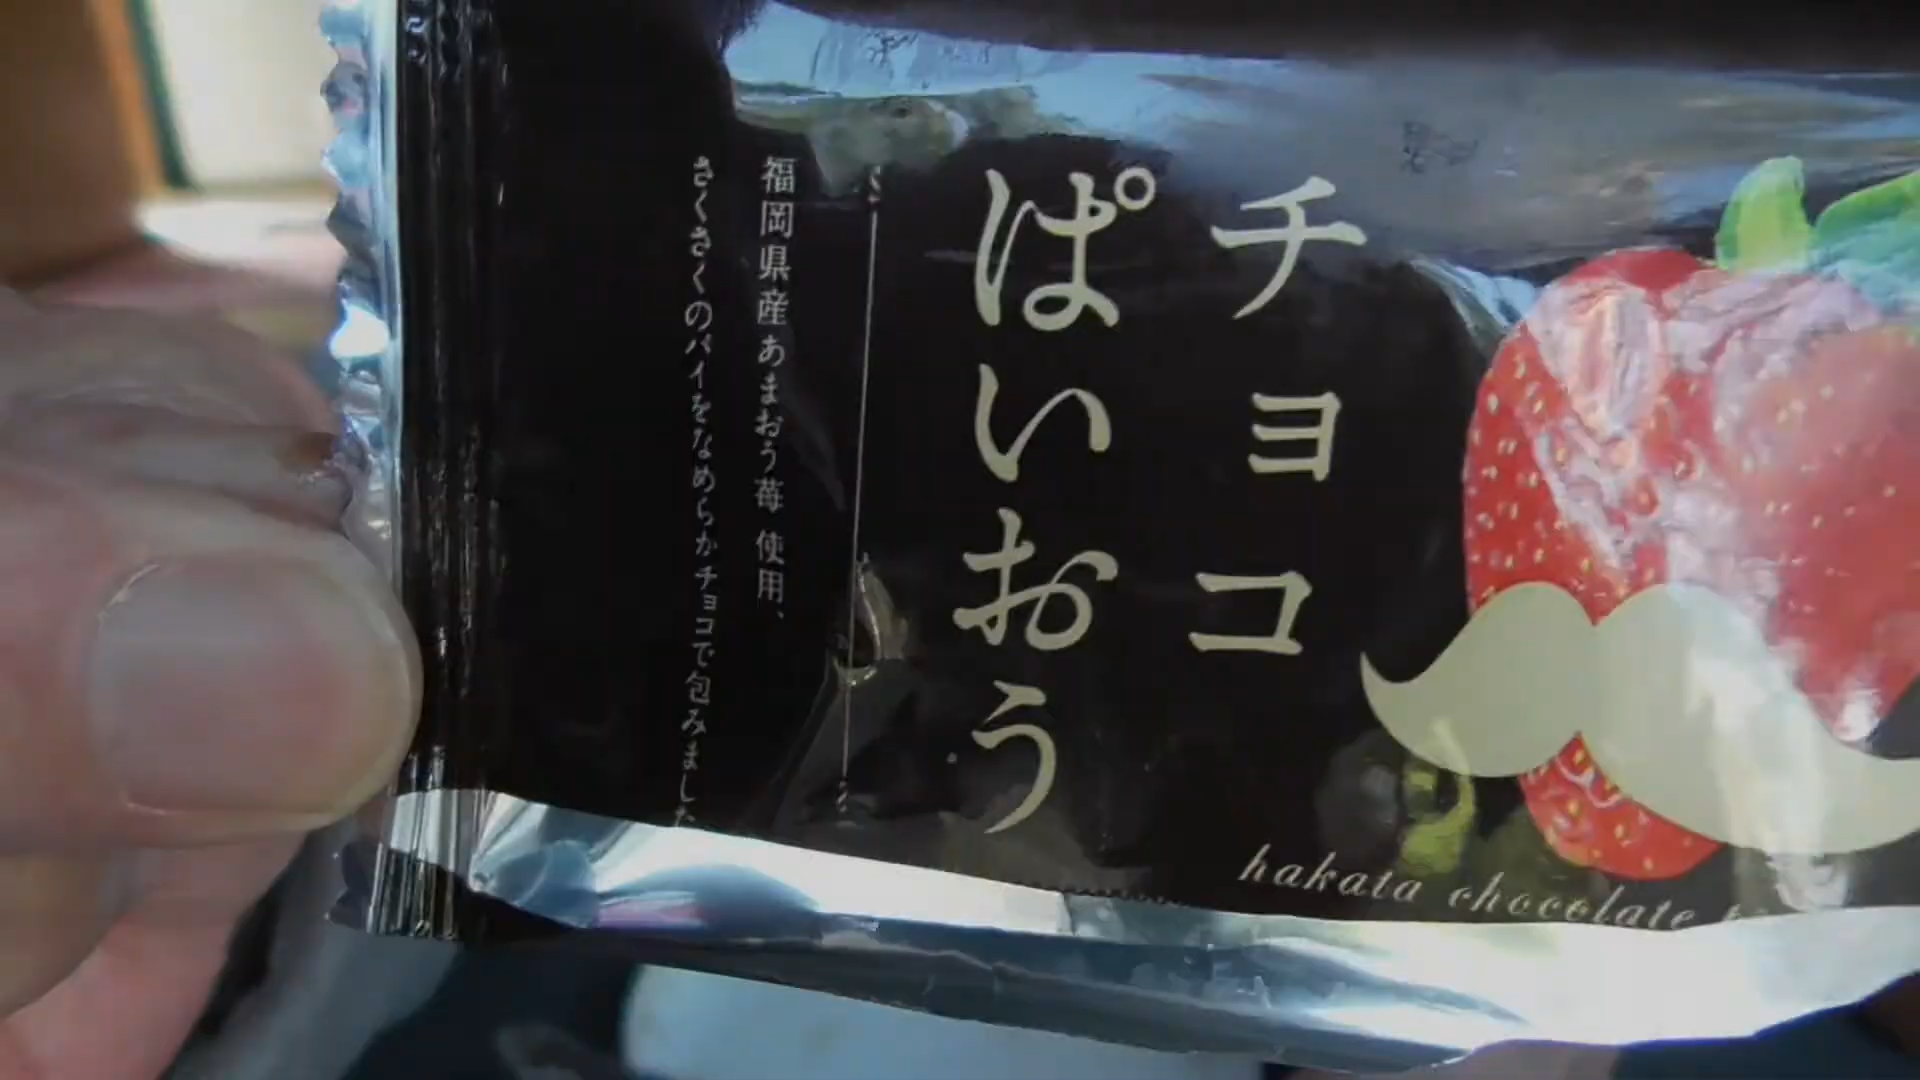 チョコ
ぱいおう
福岡県産あまおう苺 使用、
さくさくのパイをなめらかチョコで包みました
hakata chocolate